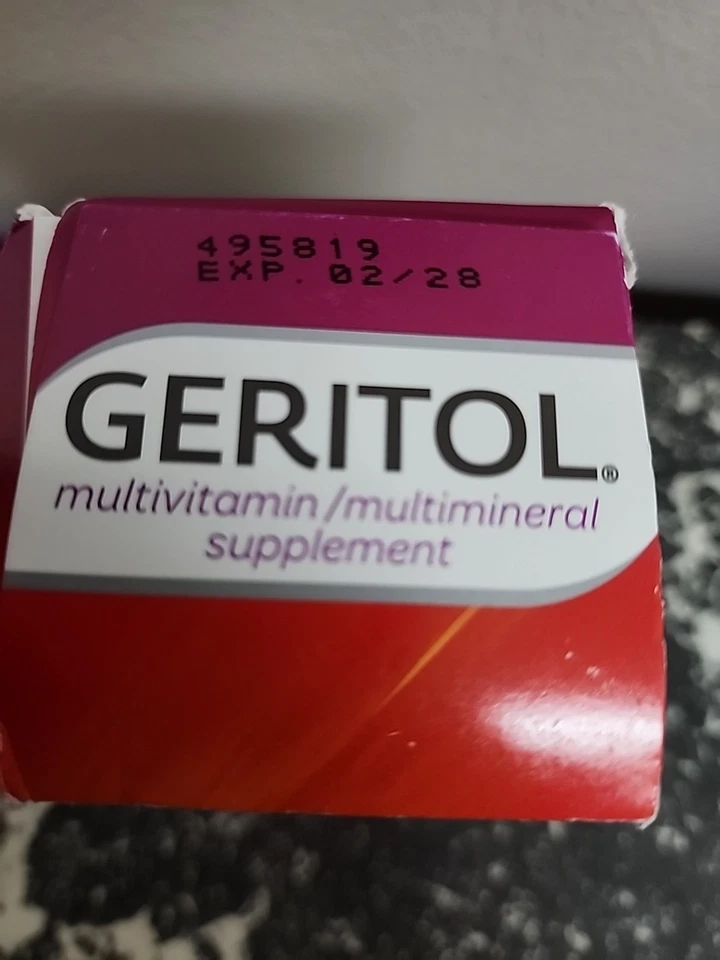 495819
EXP. 02/28
GERITOL®
multivitamin/multimineral
supplement